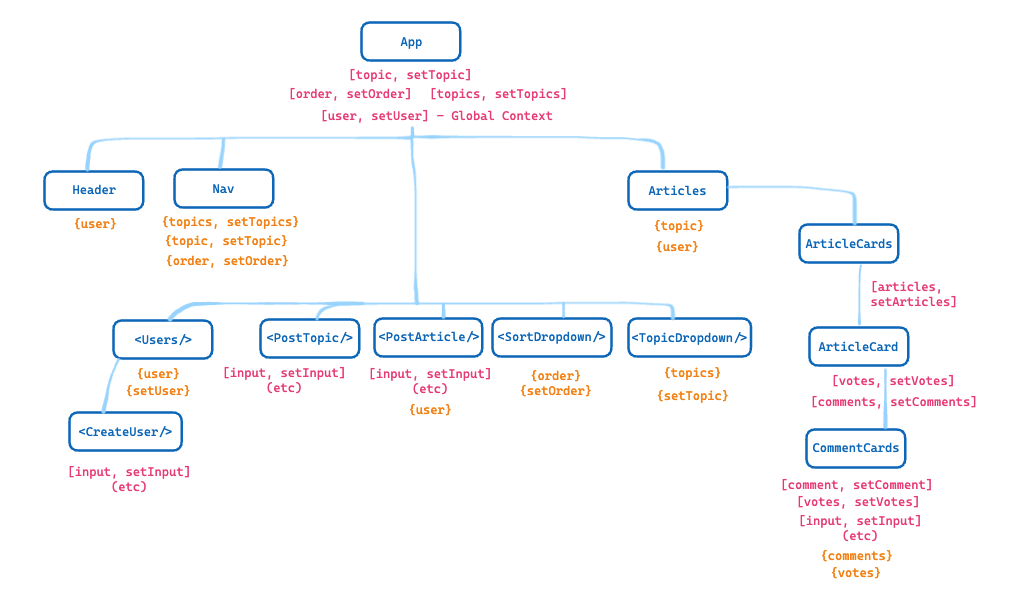 App
[topic, setTopic]
[order, setOrder] [topics, setTopics]
[user, setUser] - Global Context
Header
{user}
Nav
{topics, setTopics}
{topic, setTopic}
{order, setOrder}
Articles
{topic}
{user}
ArticleCards
[articles,
setArticles]
ArticleCard
[votes, setVotes]
[comments, setComments]
CommentCards
[comment, setComment]
[votes, setVotes]
[input, setInput]
(etc)
{comments}
{votes}
<Users/>
{user}
{setUser}
<CreateUser/>
[input, setInput]
(etc)
<PostTopic/>
[input, setInput]
(etc)
<PostArticle/>
[input, setInput]
(etc)
{user}
<SortDropdown/>
{order}
{setOrder}
<TopicDropdown/>
{topics}
{setTopic}